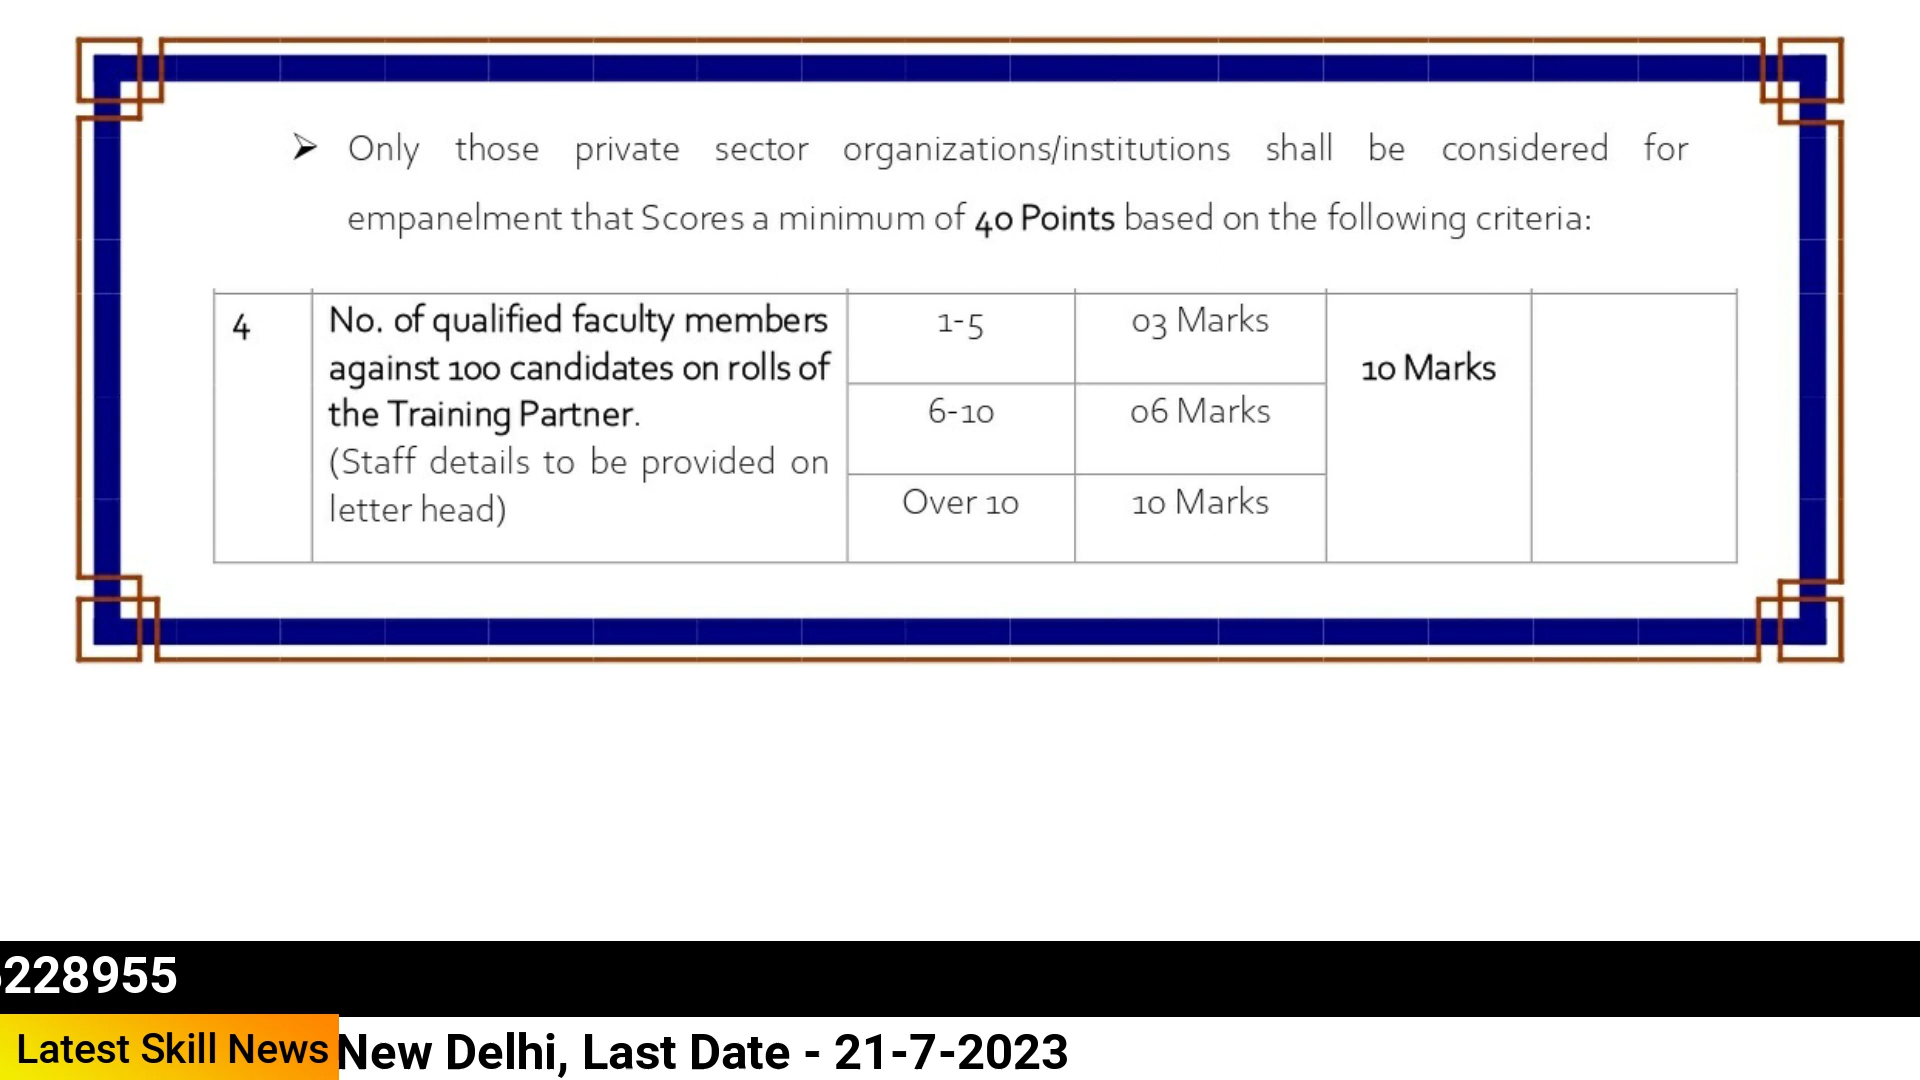 ➢ Only those private sector organizations/institutions shall be considered for
empanelment that Scores a minimum of 40 Points based on the following criteria:
4
No. of qualified faculty members
against 100 candidates on rolls of
the Training Partner.
(Staff details to be provided on
letter head)
1-5
03 Marks
6-10
06 Marks
Over 10
10 Marks
10 Marks
228955
Latest Skill News
New Delhi, Last Date - 21-7-2023